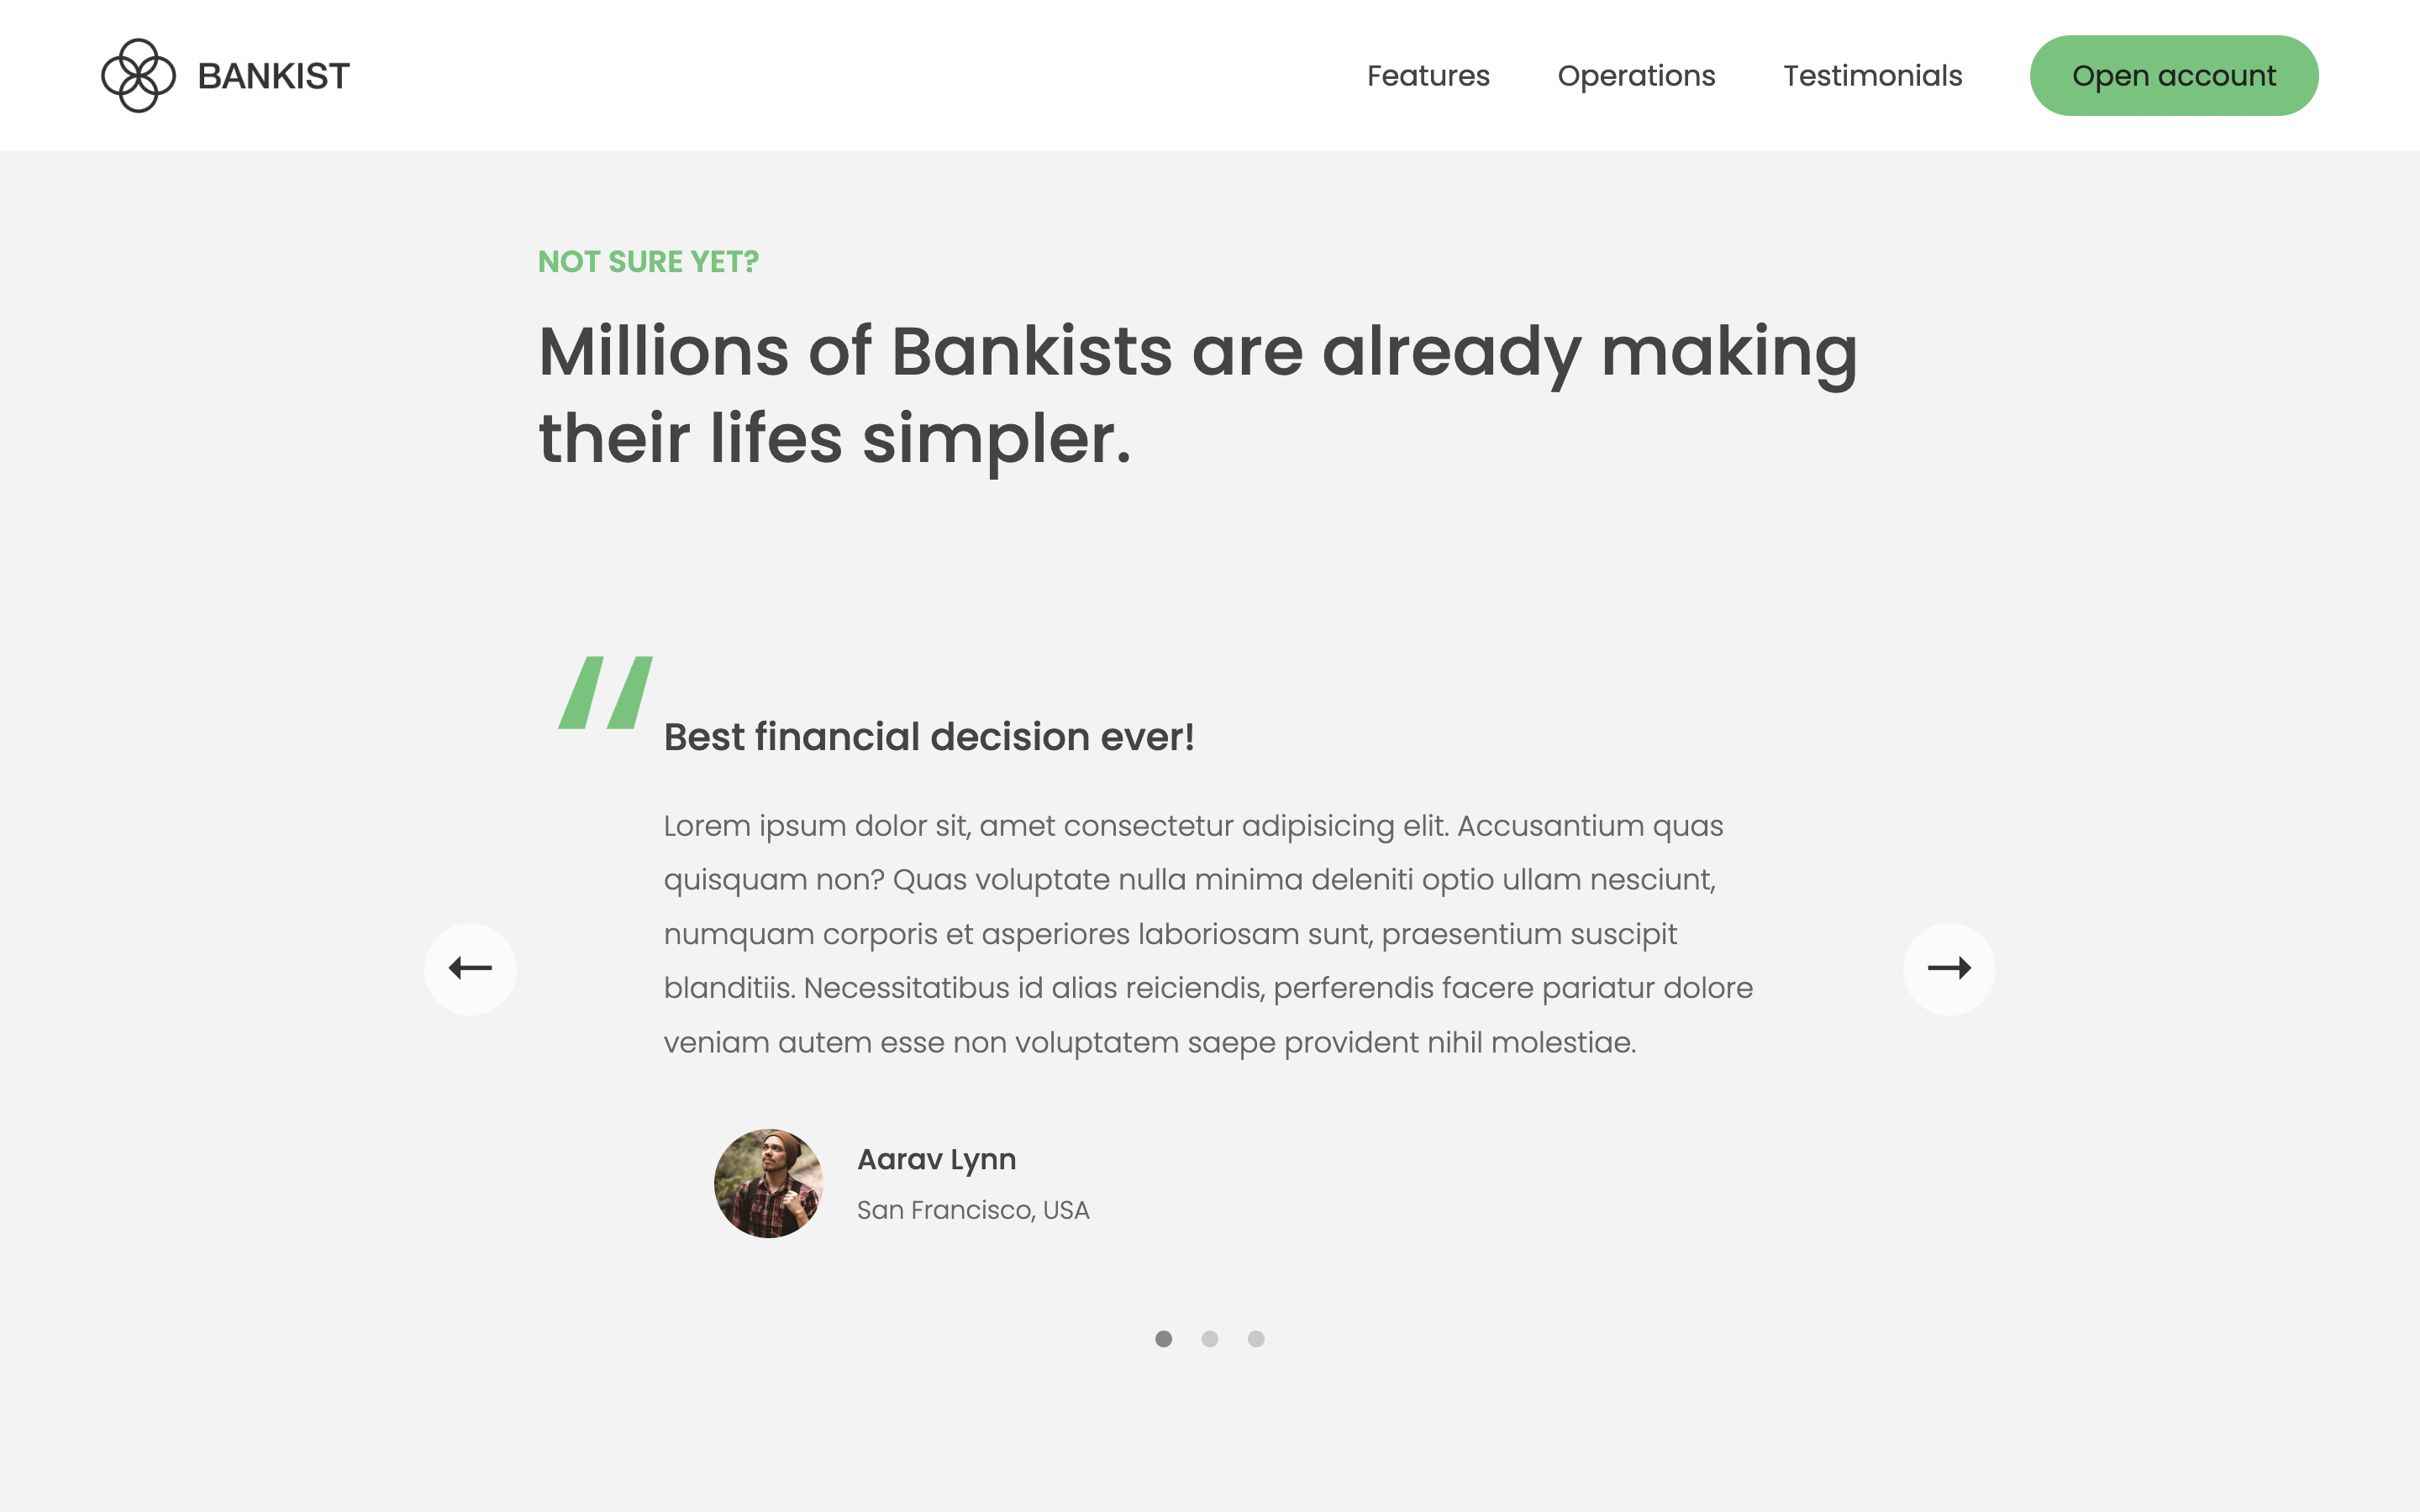 BANKIST
Features
Operations
Testimonials
Open account
NOT SURE YET?
Millions of Bankists are already making
their lifes simpler.
Best financial decision ever!
Lorem ipsum dolor sit, amet consectetur adipisicing elit. Accusantium quas
quisquam non? Quas voluptate nulla minima deleniti optio ullam nesciunt,
numquam corporis et asperiores laboriosam sunt, praesentium suscipit
blanditiis. Necessitatibus id alias reiciendis, perferendis facere pariatur dolore
veniam autem esse non voluptatem saepe provident nihil molestiae.
Aarav Lynn
San Francisco, USA